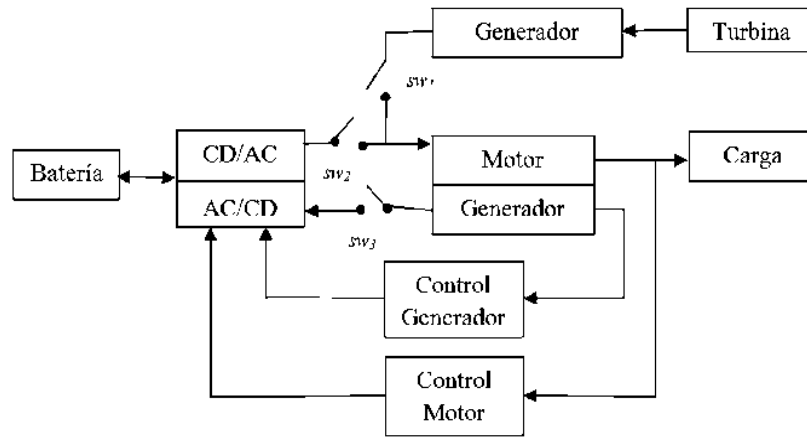 Generador
Turbina
sw1
CD/AC
Motor
Carga
Batería
sw2
AC/CD
Generador
sw3
Control
Generador
Control
Motor